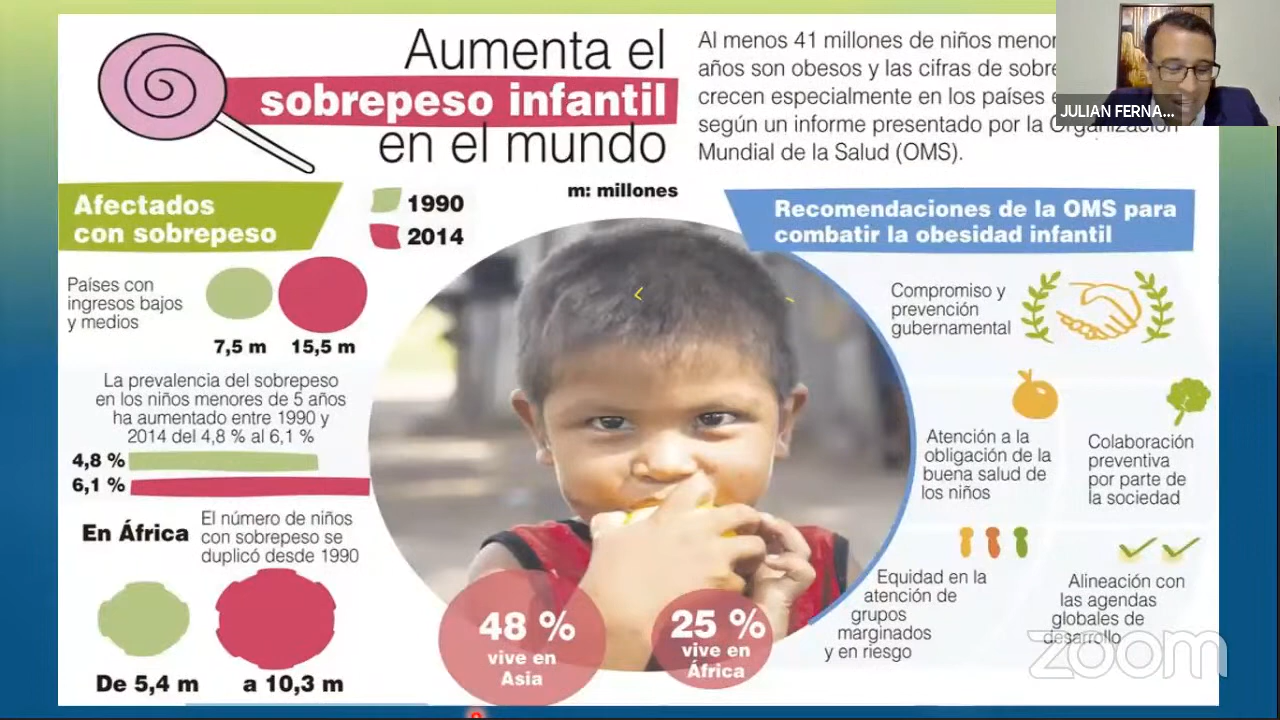 Aumenta el
sobrepeso infantil
en el mundo
Al menos 41 millones de niños
años son obesos y las cifras de
crecen especialmente en los países
según un informe presentado por la Organización
Mundial de la Salud (OMS).
JULIAN FERNA...
m: millones
1990
2014
Afectados
con sobrepeso
Países con
ingresos bajos
y medios
7,5 m 15,5 m
La prevalencia del sobrepeso
en los niños menores de 5 años
ha aumentado entre 1990 y
2014 del 4,8 % al 6,1 %
4,8 %
6,1 %
En África
El número de niños
con sobrepeso se
duplicó desde 1990
De 5,4 m a 10,3 m
48 %
vive en
Asia
25 %
vive en
África
Recomendaciones de la OMS para
combatir la obesidad infantil
Compromiso y
prevención
gubernamental
Atención a la
obligación de la
buena salud de
los niños
Colaboración
preventiva
por parte de
la sociedad
Equidad en la
atención de
grupos
marginados
y en riesgo
Alineación con
las agendas
globales de
desarrollo
zoom